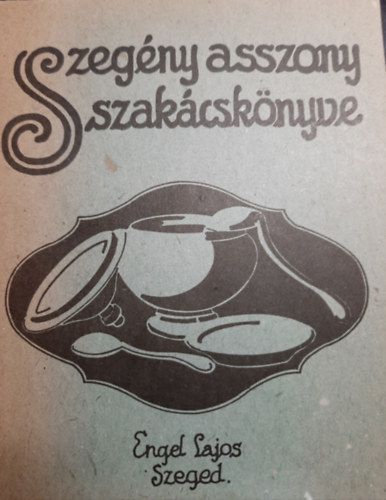 Szegény asszony
szakácskönyve
Engel Lajos
Szeged.